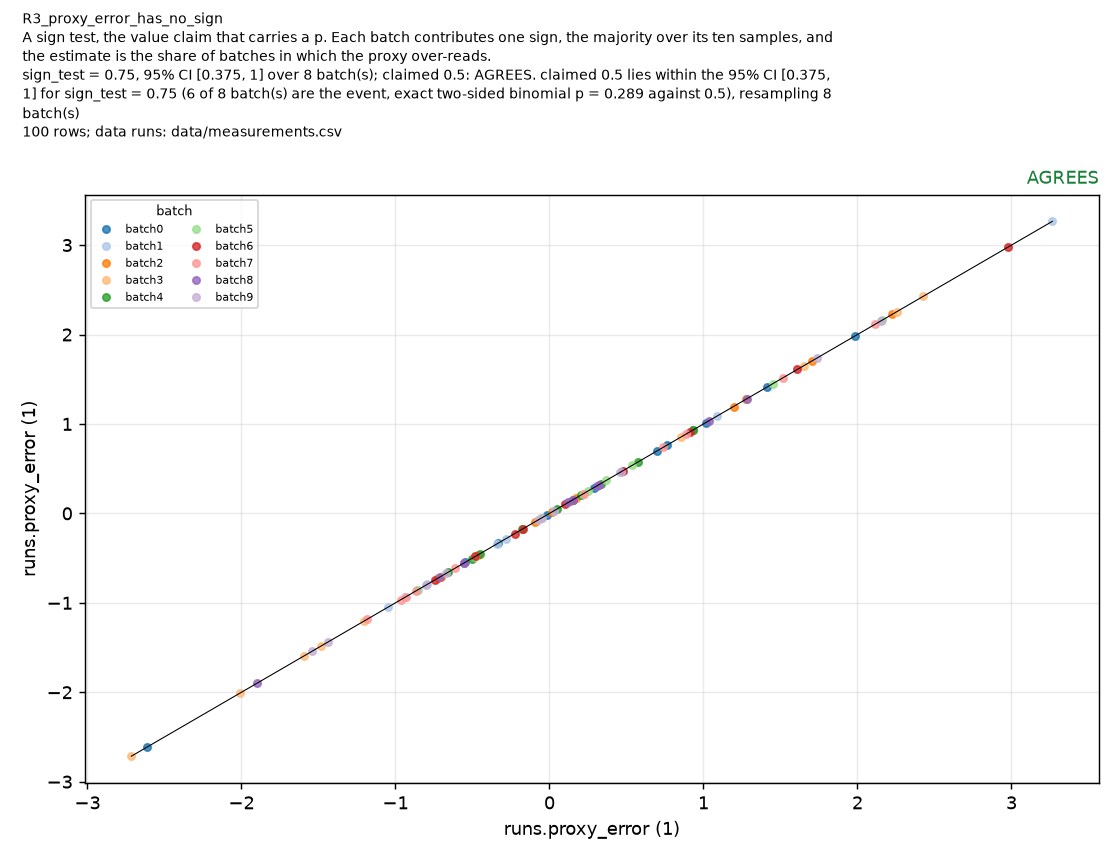 R3_proxy_error_has_no_sign
A sign test, the value claim that carries a p. Each batch contributes one sign, the majority over its ten samples, and
the estimate is the share of batches in which the proxy over-reads.
sign_test = 0.75, 95% CI [0.375, 1] over 8 batch(s); claimed 0.5: AGREES. claimed 0.5 lies within the 95% CI [0.375,
1] for sign_test = 0.75 (6 of 8 batch(s) are the event, exact two-sided binomial p = 0.289 against 0.5), resampling 8
batch(s)
100 rows; data runs: data/measurements.csv
AGREES
batch
batch0 batch5
batch1 batch6
batch2 batch7
batch3 batch8
batch4 batch9
3
2
1
0
−1
−2
−3
runs.proxy_error (1)
−3 −2 −1 0 1 2 3
runs.proxy_error (1)